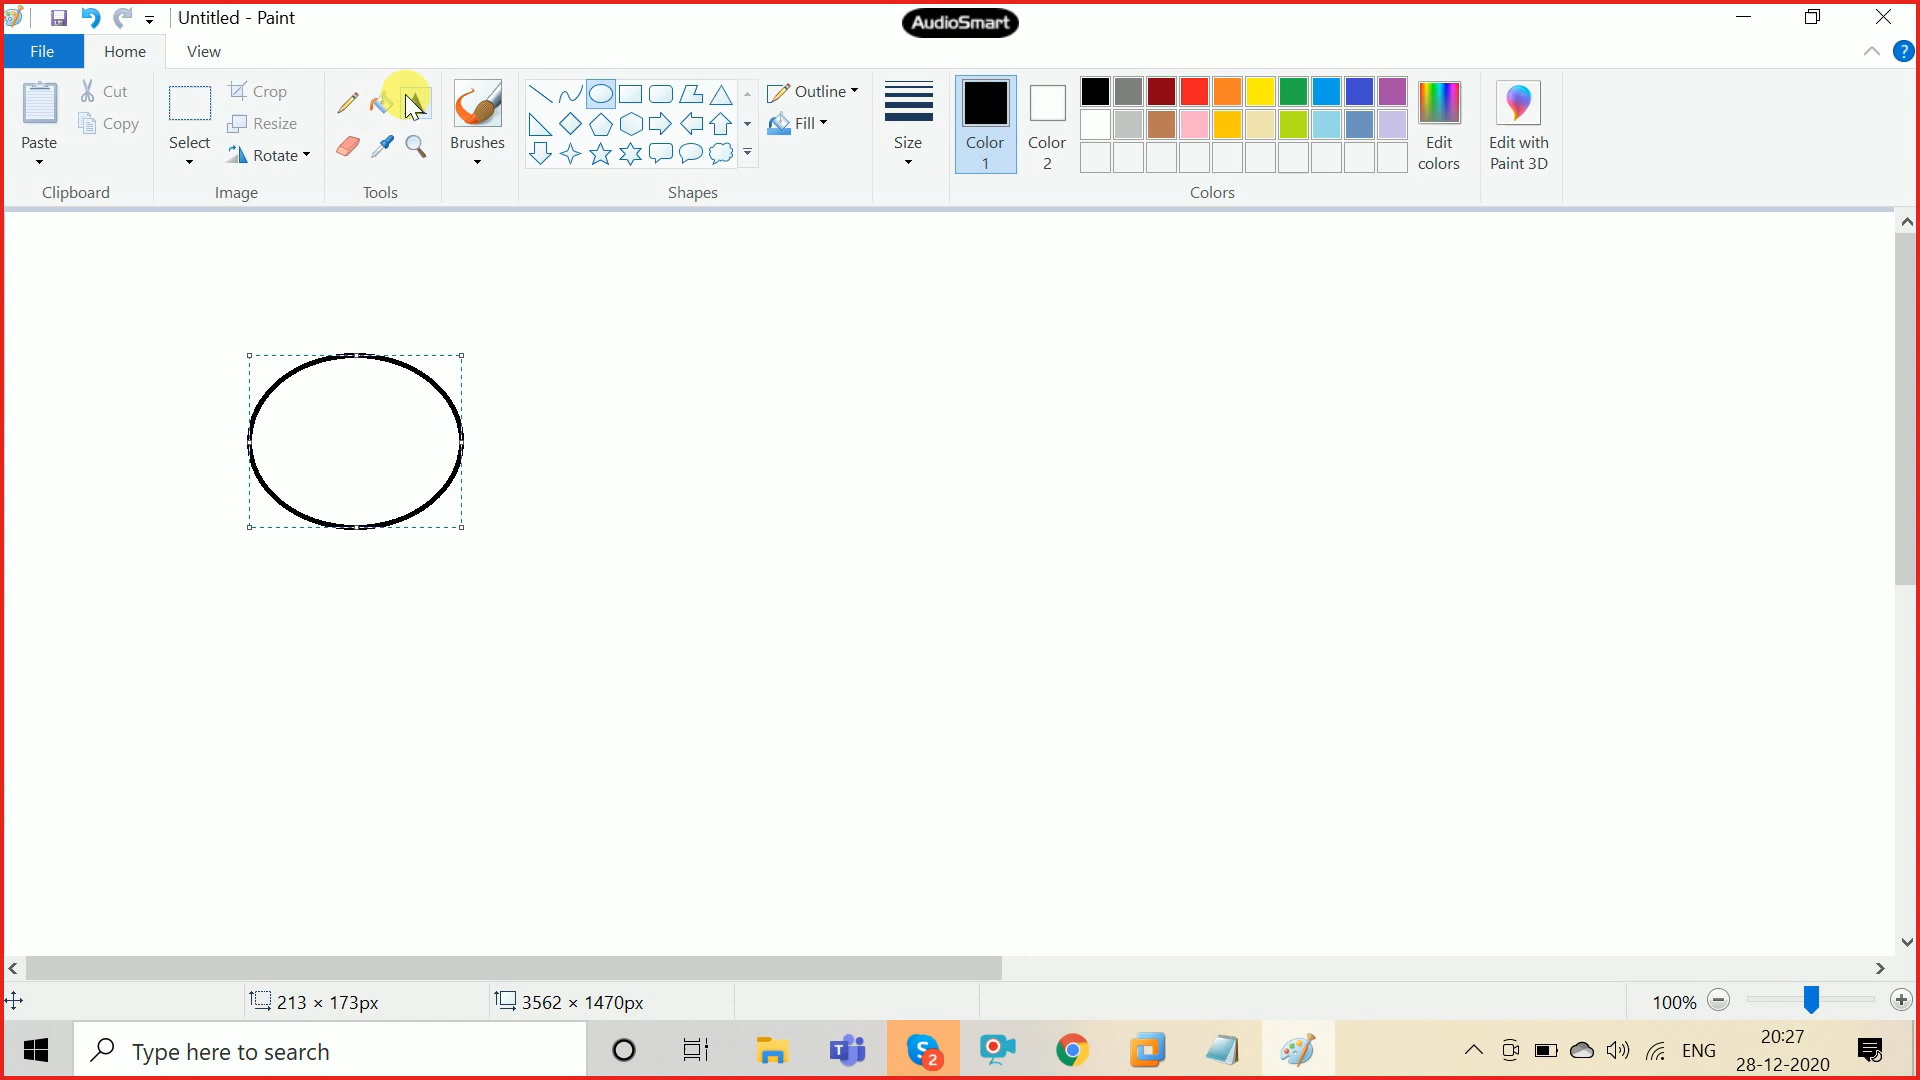 Untitled - Paint
AudioSmart
File
Home
View
?
Paste
Cut
Copy
Clipboard
Select
Crop
Resize
Rotate
Image
Tools
Brushes
Shapes
Outline
Fill
Size
Color
1
Color
2
Colors
Edit
colors
Edit with
Paint 3D
213 × 173px
3562 × 1470px
100%
Type here to search
T
S
2
ENG
20:27
28-12-2020